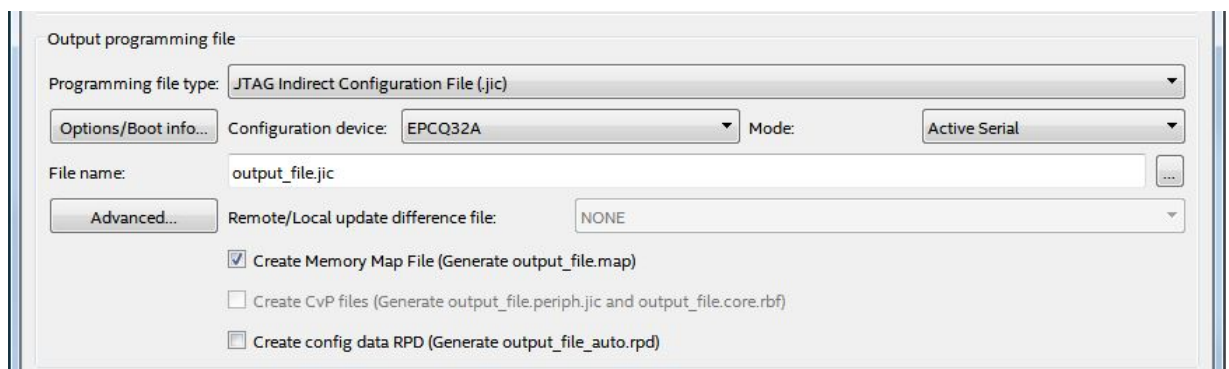 Output programming file
Programming file type: JTAG Indirect Configuration File (.jic)
Options/Boot info... Configuration device: EPCQ32A Mode: Active Serial
File name: output_file.jic ...
Advanced... Remote/Local update difference file: NONE
Create Memory Map File (Generate output_file.map)
Create CvP files (Generate output_file.periph.jic and output_file.core.rbf)
Create config data RPD (Generate output_file_auto.rpd)